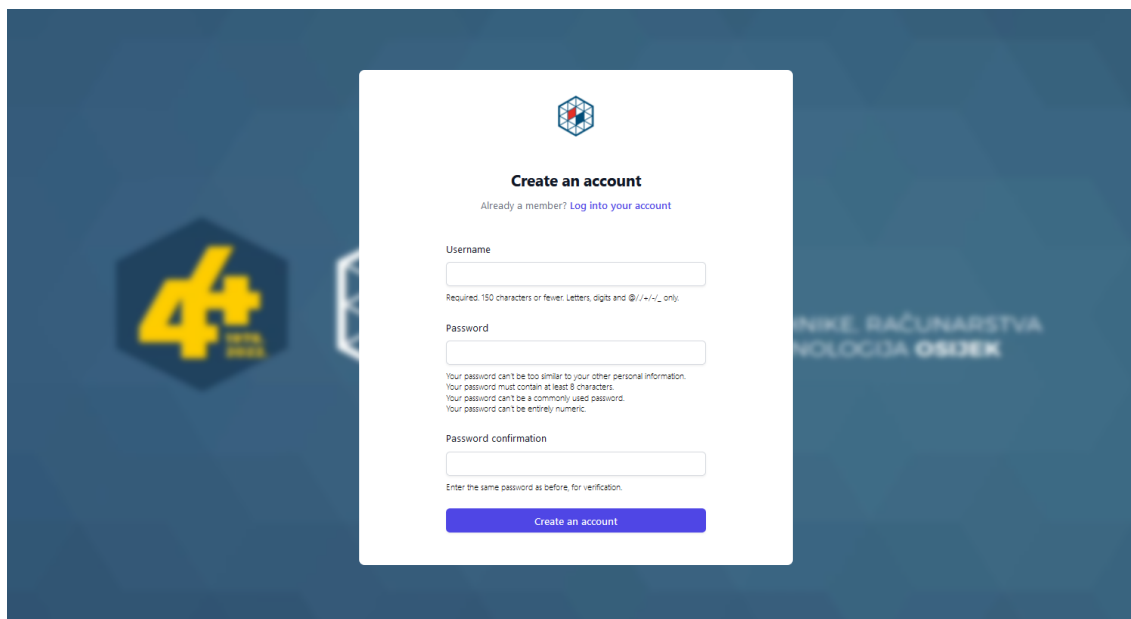 Create an account
Already a member? Log into your account
Username
Required. 150 characters or fewer. Letters, digits and @/./+/-/_ only.
Password
Your password can't be too similar to your other personal information.
Your password must contain at least 8 characters.
Your password can't be a commonly used password.
Your password can't be entirely numeric.
Password confirmation
Enter the same password as before, for verification.
Create an account
44
RAČUNARSTVA
OSIJEK